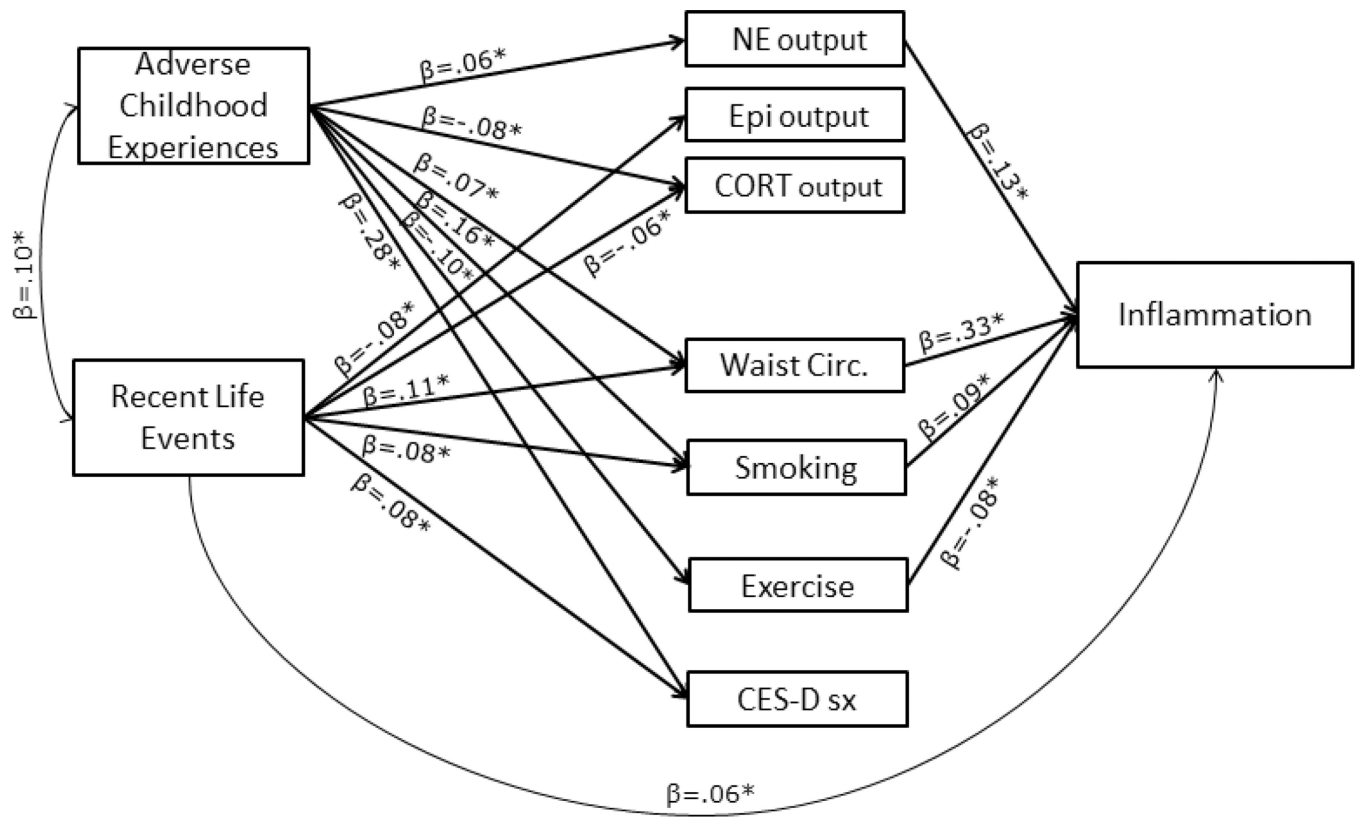 Adverse
Childhood
Experiences
Recent Life
Events
β=.10*
β=.06*
β=-.08*
β=.07*
β=.16*
β=-.10*
β=.28*
β=-.08*
β=-.06*
β=.11*
β=.08*
β=.08*
NE output
Epi output
CORT output
Waist Circ.
Smoking
Exercise
CES-D sx
β=.13*
β=.33*
β=.09*
β=-.08*
Inflammation
β=.06*